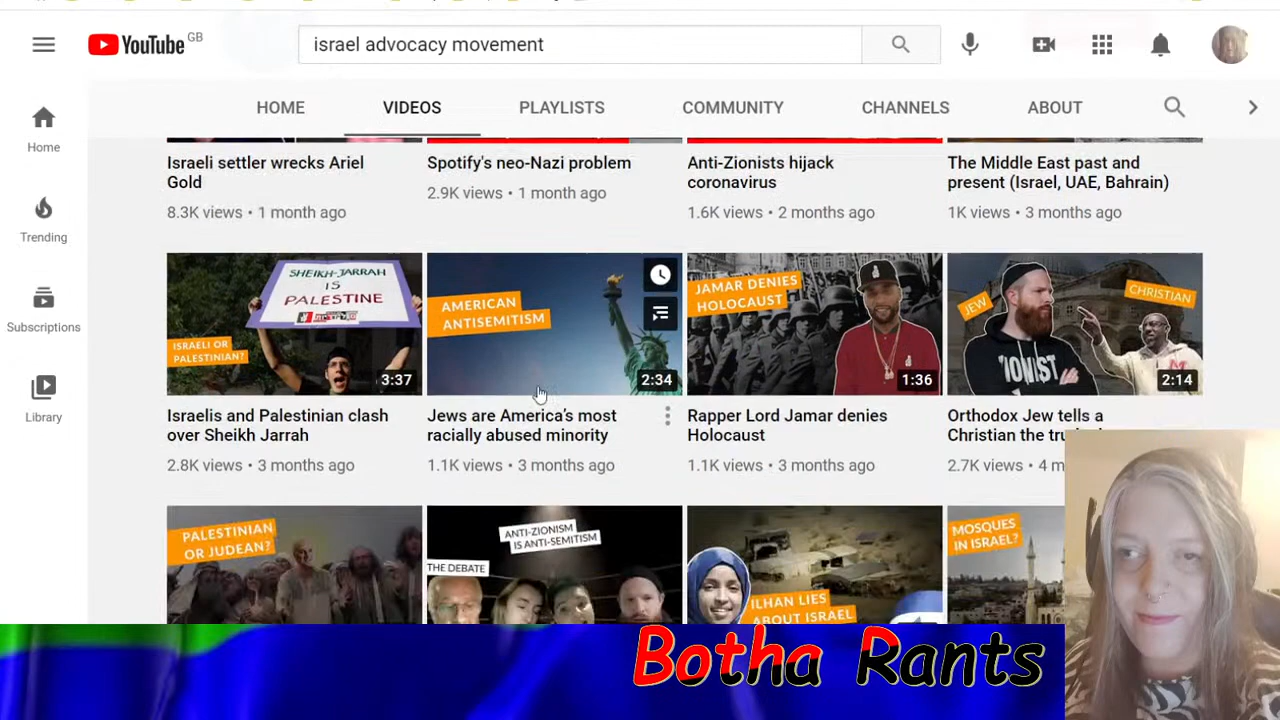 YouTube GB
israel advocacy movement
HOME VIDEOS PLAYLISTS COMMUNITY CHANNELS ABOUT
Home
Trending
Subscriptions
Library
Israeli settler wrecks Ariel
Gold
8.3K views • 1 month ago
Spotify's neo-Nazi problem
2.9K views • 1 month ago
Anti-Zionists hijack
coronavirus
1.6K views • 2 months ago
The Middle East past and
present (Israel, UAE, Bahrain)
1K views • 3 months ago
SHEIKH-JARRAH
IS
PALESTINE
ISRAELI OR
PALESTINIAN?
3:37
Israelis and Palestinian clash
over Sheikh Jarrah
2.8K views • 3 months ago
AMERICAN
ANTISEMITISM
2:34
Jews are America's most
racially abused minority
1.1K views • 3 months ago
JAMAR DENIES
HOLOCAUST
1:36
Rapper Lord Jamar denies
Holocaust
1.1K views • 3 months ago
JEW
CHRISTIAN
2:14
Orthodox Jew tells a
Christian the
2.7K views • 4
PALESTINIAN
OR JUDEAN?
ANTI-ZIONISM
IS ANTI-SEMITISM
THE DEBATE
ILHAN LIES
ABOUT ISRAEL
MOSQUES
IN ISRAEL?
Botha Rants